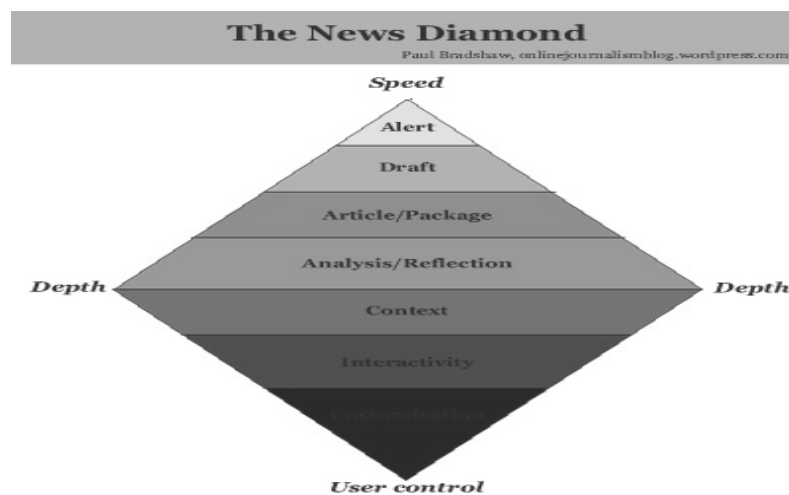 The News Diamond
Paul Bradshaw, onlinejournalismblog.wordpress.com
Speed
Alert
Draft
Article/Package
Analysis/Reflection
Depth Depth
Context
Interactivity
Customisation
User control